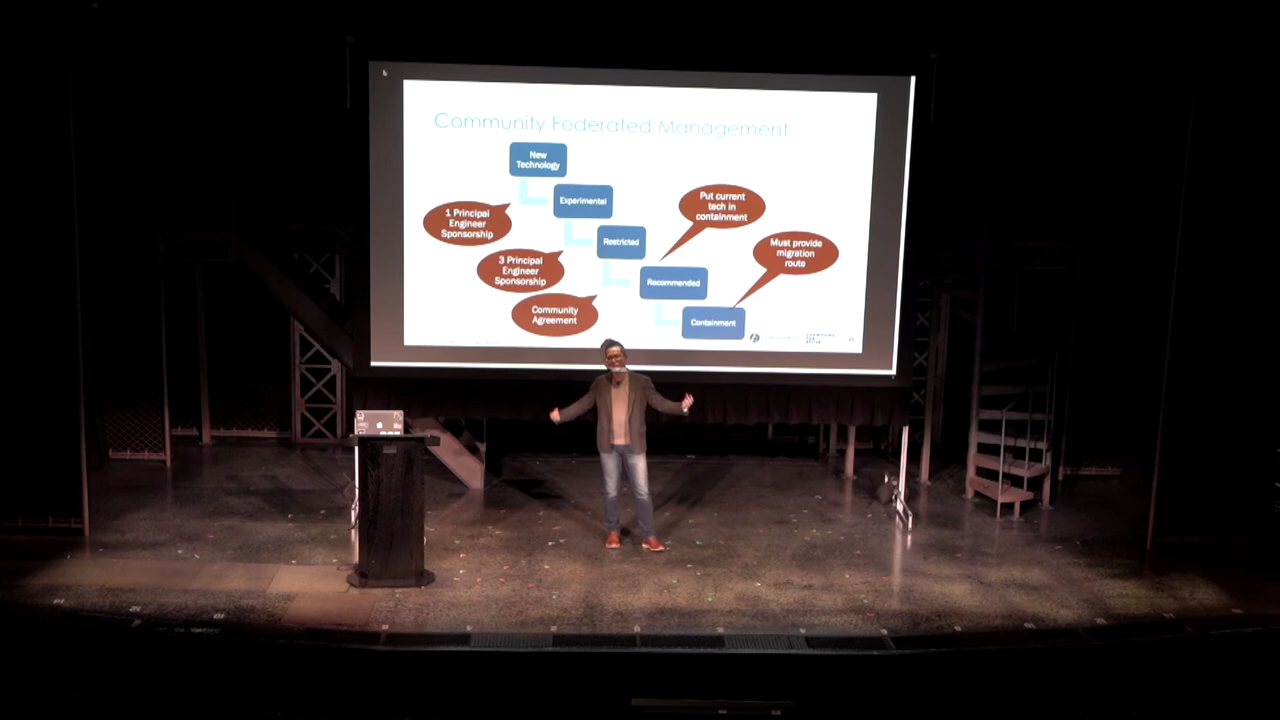 Community Federated Management
New
Technology
Experimental
1 Principal
Engineer
Sponsorship
Put current
tech in
containment
Restricted
3 Principal
Engineer
Sponsorship
Must provide
migration
route
Recommended
Community
Agreement
Containment